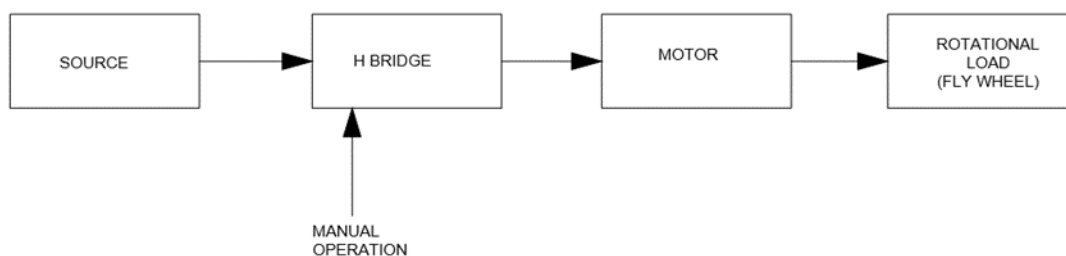 SOURCE
H BRIDGE
MOTOR
ROTATIONAL
LOAD
(FLY WHEEL)
MANUAL
OPERATION